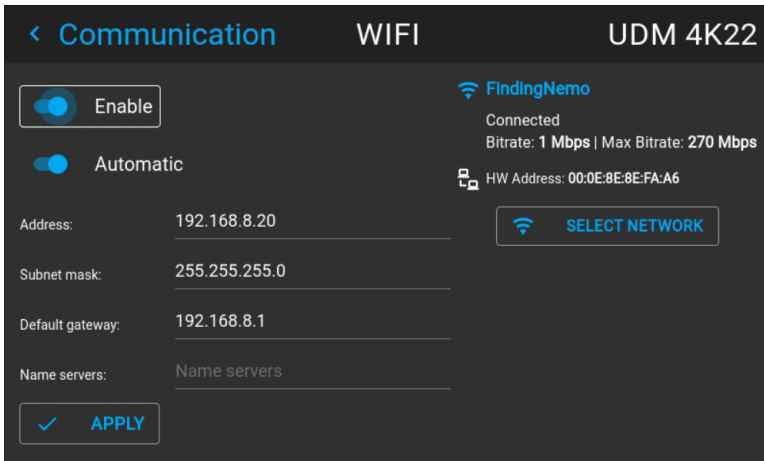 Communication WIFI UDM 4K22
Enable
Automatic
Address: 192.168.8.20
Subnet mask: 255.255.255.0
Default gateway: 192.168.8.1
Name servers: Name servers
APPLY
FindingNemo
Connected
Bitrate: 1 Mbps | Max Bitrate: 270 Mbps
HW Address: 00:0E:8E:8E:FA:A6
SELECT NETWORK